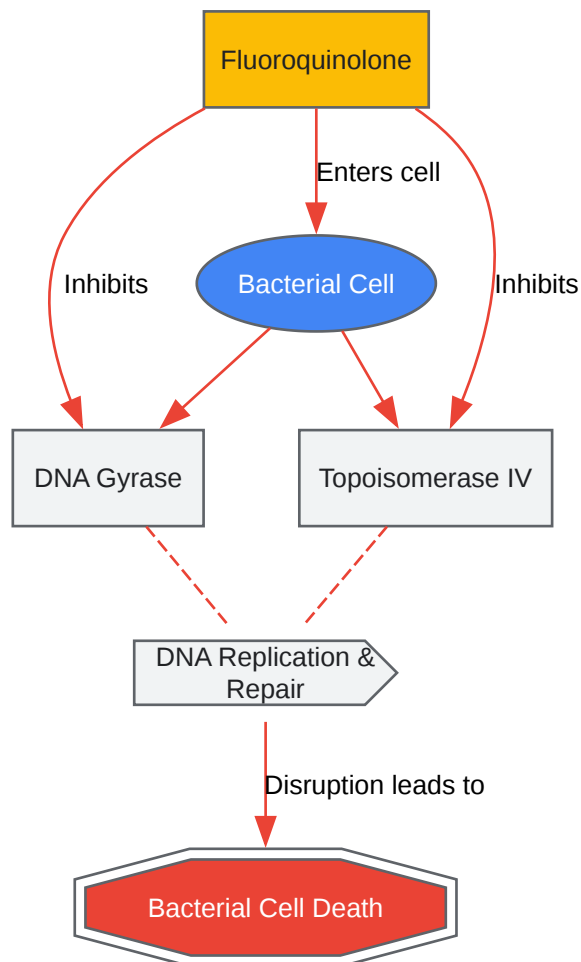 Fluoroquinolone
Enters cell
Inhibits
Bacterial Cell
Inhibits
DNA Gyrase
Topoisomerase IV
DNA Replication &
Repair
Disruption leads to
Bacterial Cell Death